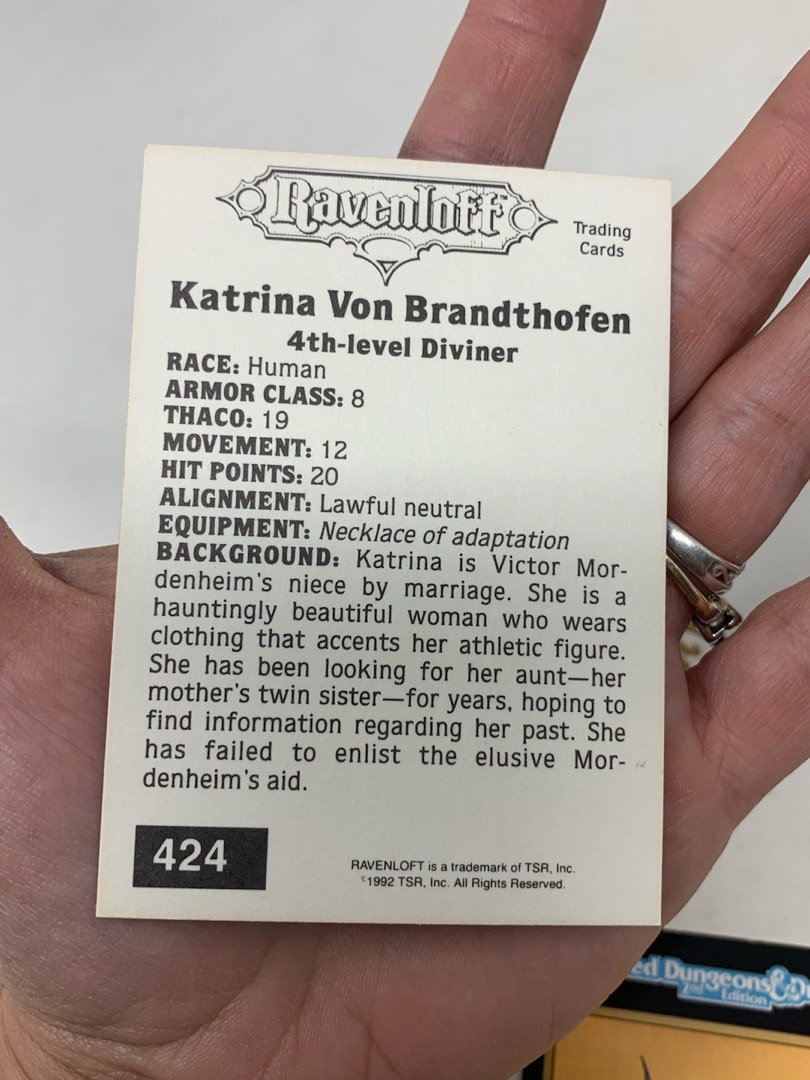 Ravenloft
Trading
Cards
Katrina Von Brandthofen
4th-level Diviner
RACE: Human
ARMOR CLASS: 8
THACO: 19
MOVEMENT: 12
HIT POINTS: 20
ALIGNMENT: Lawful neutral
EQUIPMENT: Necklace of adaptation
BACKGROUND: Katrina is Victor Mor-
denheim's niece by marriage. She is a
hauntingly beautiful woman who wears
clothing that accents her athletic figure.
She has been looking for her aunt—her
mother's twin sister—for years, hoping to
find information regarding her past. She
has failed to enlist the elusive Mor-
denheim's aid.
424
RAVENLOFT is a trademark of TSR, Inc.
©1992 TSR, Inc. All Rights Reserved.
Dungeons &
2nd Edition